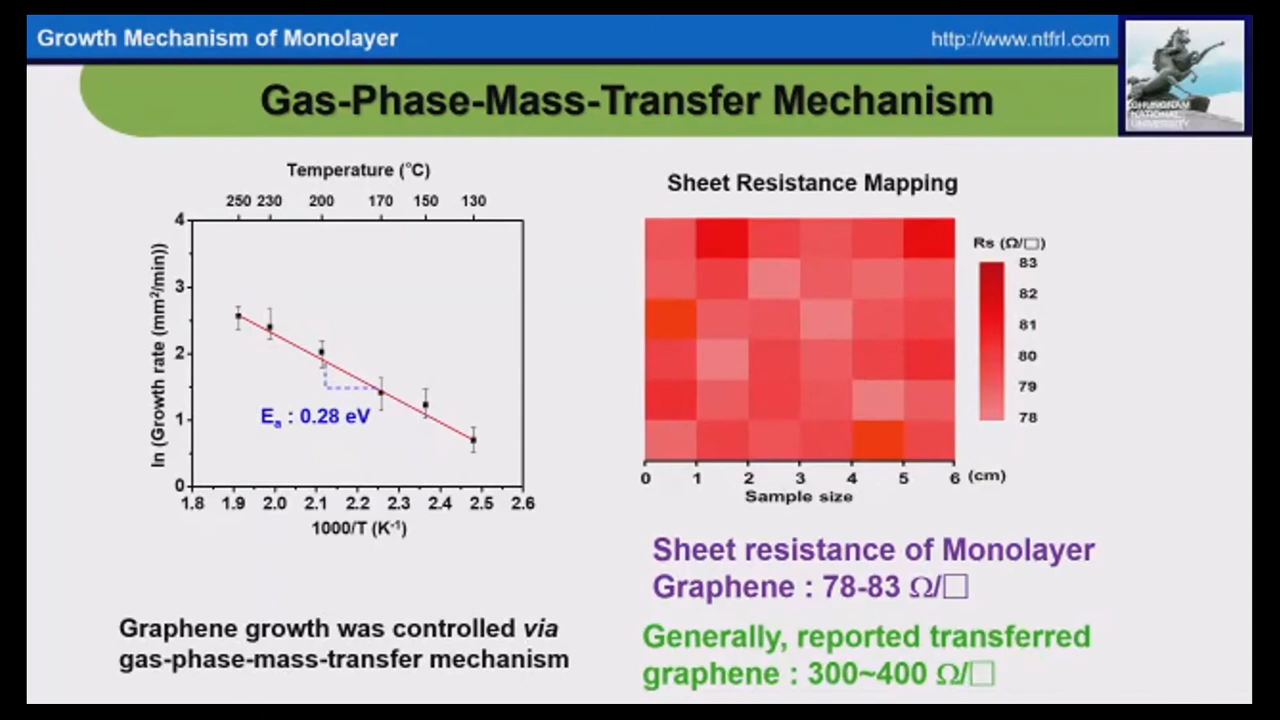 Growth Mechanism of Monolayer
http://www.ntfrl.com
CHUNGNAM
NATIONAL
UNIVERSITY
Gas-Phase-Mass-Transfer Mechanism
Temperature (°C)
250 230 200 170 150 130
4
3
2
1
0
ln (Growth rate (mm²/min))
Eₐ : 0.28 eV
1.8 1.9 2.0 2.1 2.2 2.3 2.4 2.5 2.6
1000/T (K⁻¹)
Sheet Resistance Mapping
Rs (Ω/□)
83
82
81
80
79
78
0 1 2 3 4 5 6 (cm)
Sample size
Sheet resistance of Monolayer
Graphene : 78-83 Ω/□
Graphene growth was controlled via
gas-phase-mass-transfer mechanism
Generally, reported transferred
graphene : 300~400 Ω/□